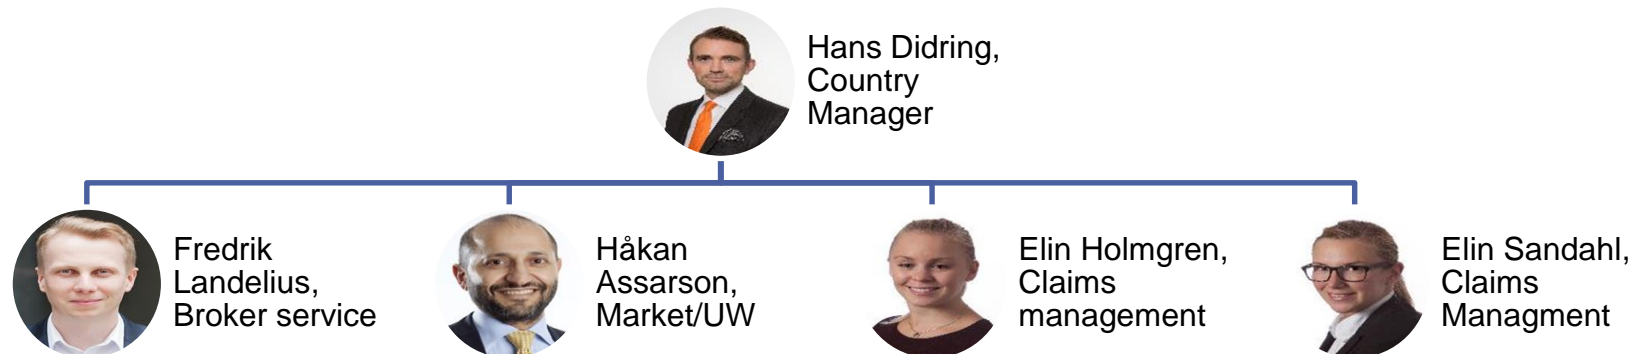 Hans Didring,
Country
Manager
Fredrik
Landelius,
Broker service
Håkan
Assarson,
Market/UW
Elin Holmgren,
Claims
management
Elin Sandahl,
Claims
Managment